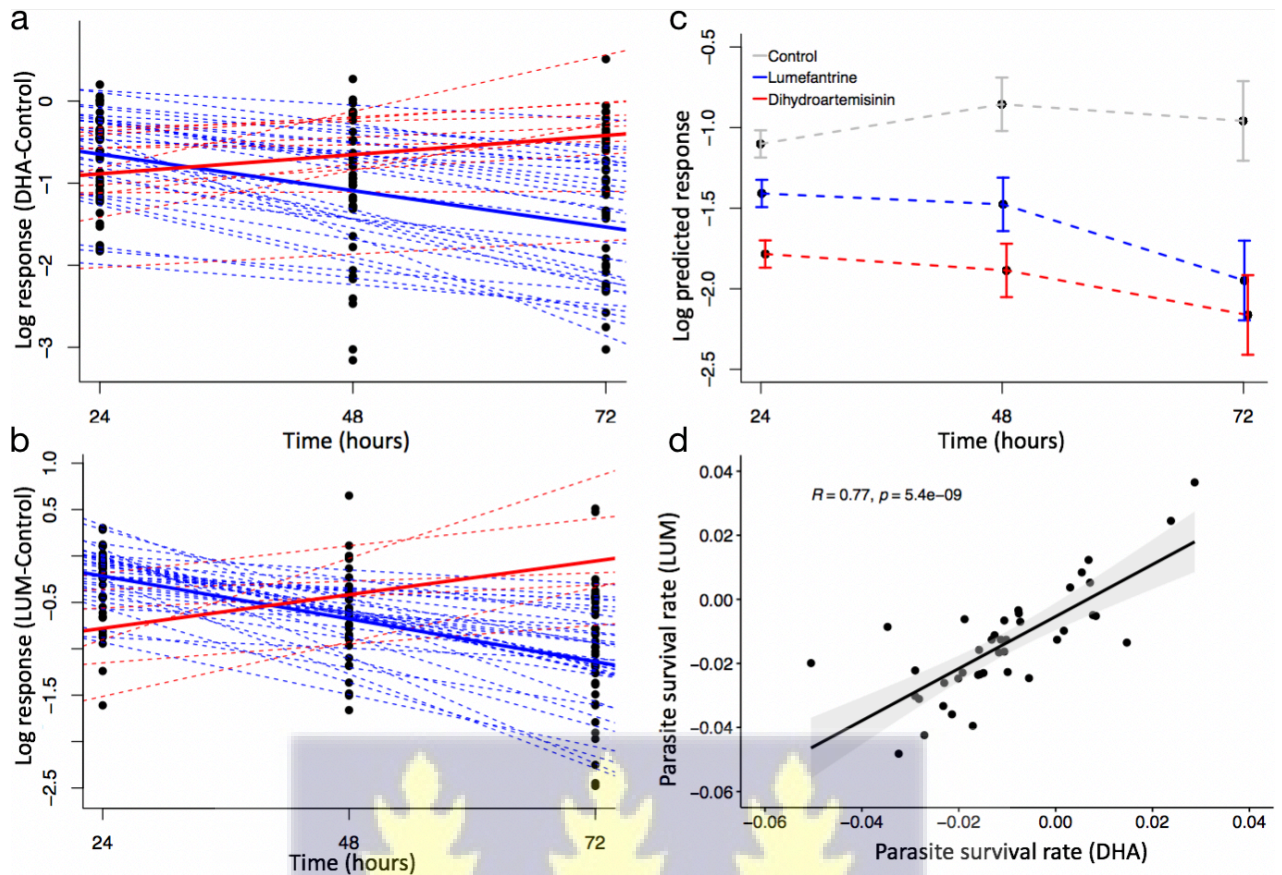 a
Log response (DHA-Control)
0
−1
−2
−3
24
48
72
Time (hours)
c
Log predicted response
−0.5
−1.0
−1.5
−2.0
−2.5
Control
Lumefantrine
Dihydroartemisinin
24
48
72
Time (hours)
b
Log response (LUM-Control)
1.0
0.5
−0.5
−1.5
−2.5
24
48
72
Time (hours)
d
Parasite survival rate (LUM)
0.04
0.02
0.00
−0.02
−0.04
−0.06
R = 0.77, p = 5.4e−09
−0.06
−0.04
−0.02
0.00
0.02
0.04
Parasite survival rate (DHA)